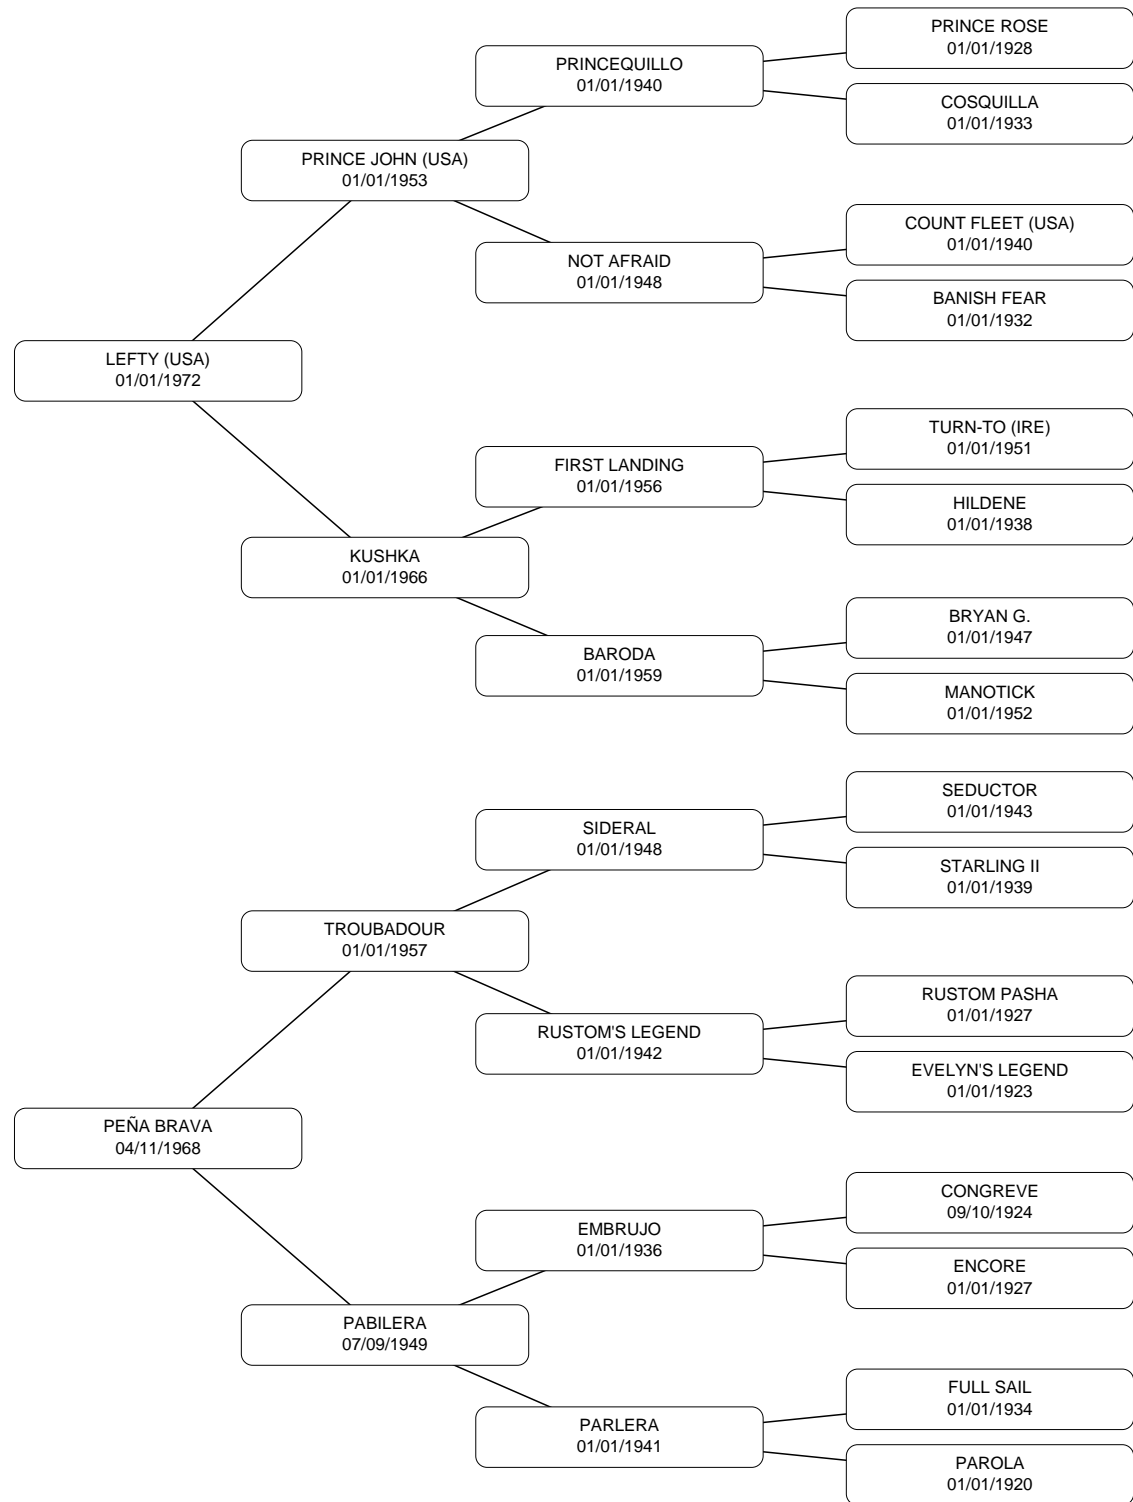 PRINCE ROSE
01/01/1928
PRINCEQUILLO
01/01/1940
COSQUILLA
01/01/1933
PRINCE JOHN (USA)
01/01/1953
COUNT FLEET (USA)
01/01/1940
NOT AFRAID
01/01/1948
BANISH FEAR
01/01/1932
LEFTY (USA)
01/01/1972
TURN-TO (IRE)
01/01/1951
FIRST LANDING
01/01/1956
HILDENE
01/01/1938
KUSHKA
01/01/1966
BRYAN G.
01/01/1947
BARODA
01/01/1959
MANOTICK
01/01/1952
SEDUCTOR
01/01/1943
SIDERAL
01/01/1948
STARLING II
01/01/1939
TROUBADOUR
01/01/1957
RUSTOM PASHA
01/01/1927
RUSTOM'S LEGEND
01/01/1942
EVELYN'S LEGEND
01/01/1923
PEÑA BRAVA
04/11/1968
CONGREVE
09/10/1924
EMBRUJO
01/01/1936
ENCORE
01/01/1927
PABILERA
07/09/1949
FULL SAIL
01/01/1934
PARLERA
01/01/1941
PAROLA
01/01/1920